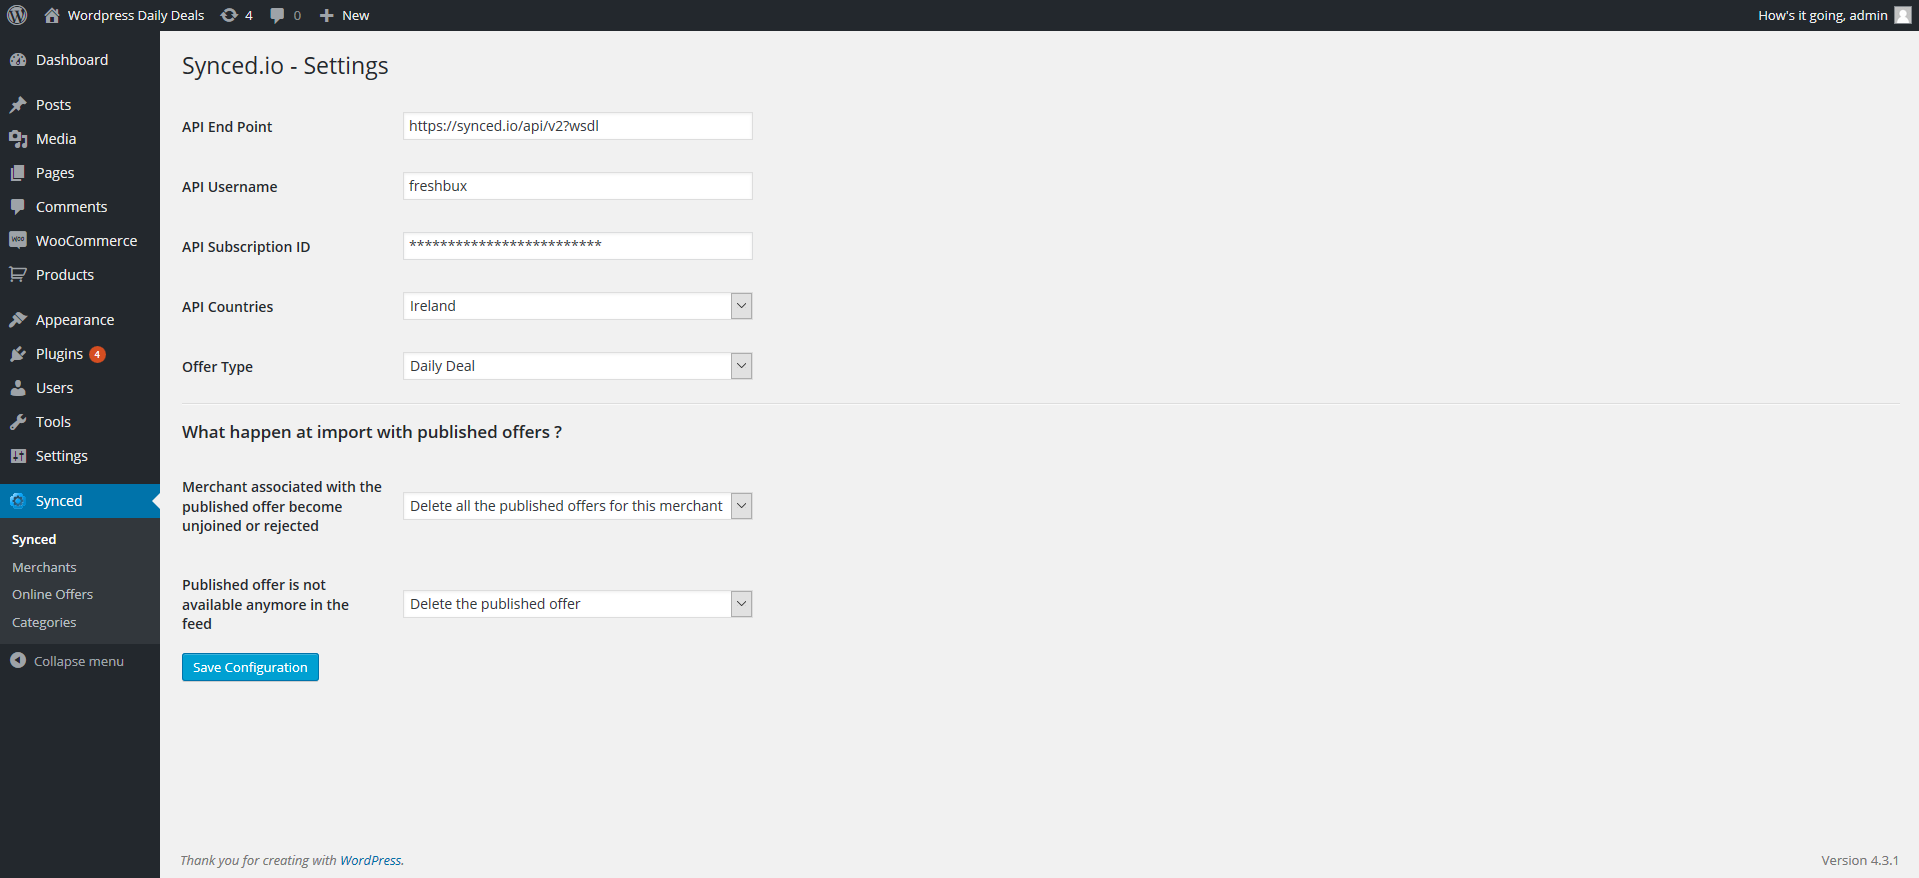 Wordpress Daily Deals 4 0 New How's it going, admin
Dashboard
Posts
Media
Pages
Comments
WooCommerce
Products
Appearance
Plugins 4
Users
Tools
Settings
Synced
Synced
Merchants
Online Offers
Categories
Collapse menu
Synced.io - Settings
API End Point https://synced.io/api/v2?wsdl
API Username freshbux
API Subscription ID *************************
API Countries Ireland
Offer Type Daily Deal
What happen at import with published offers ?
Merchant associated with the
published offer become
unjoined or rejected
Delete all the published offers for this merchant
Published offer is not
available anymore in the
feed
Delete the published offer
Save Configuration
Thank you for creating with WordPress.
Version 4.3.1